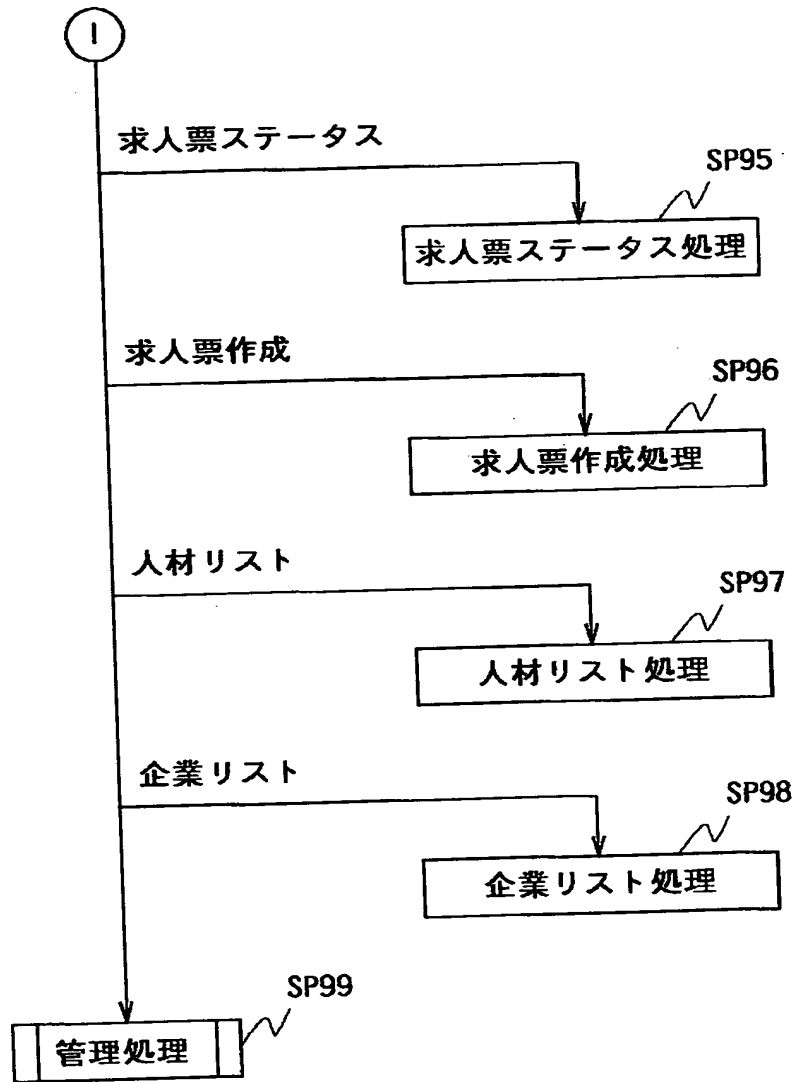 1
求人票ステータス
SP95
求人票ステータス処理
求人票作成
SP96
求人票作成処理
人材リスト
SP97
人材リスト処理
企業リスト
SP98
企業リスト処理
SP99
管理処理